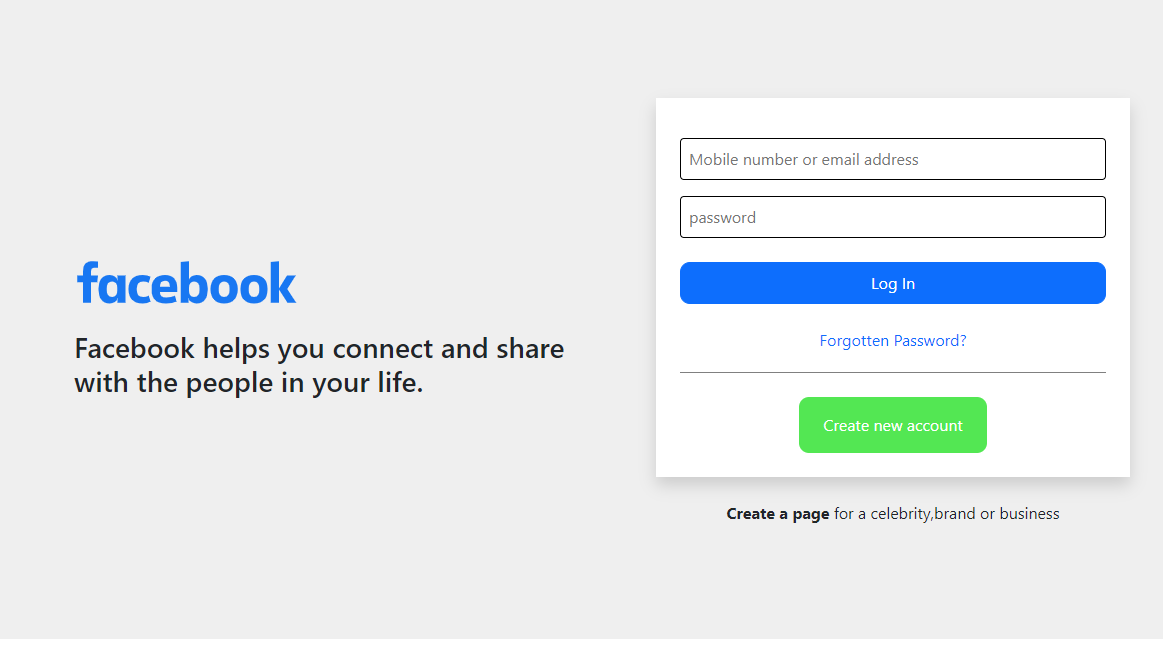 facebook
Facebook helps you connect and share
with the people in your life.
Mobile number or email address
password
Log In
Forgotten Password?
Create new account
Create a page for a celebrity,brand or business